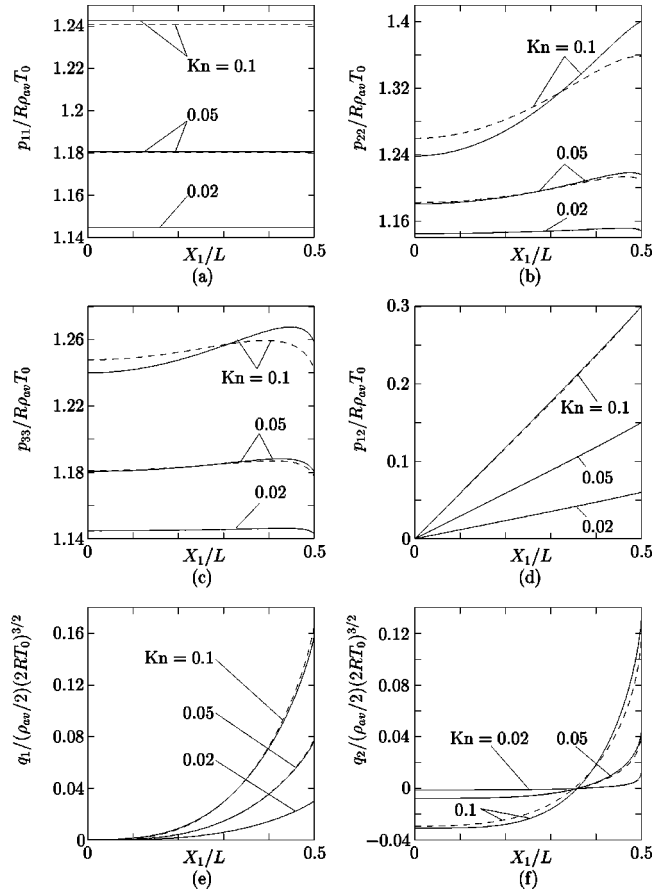 1.24
1.24
1.2
1.18
1.14
p11/RρavT0
Kn = 0.1
0.05
0.02
0
X1/L
0.5
(a)
1.4
1.32
1.24
1.16
p22/RρavT0
Kn = 0.1
0.05
0.02
0
X1/L
0.5
(b)
1.26
1.22
1.18
1.14
p33/RρavT0
Kn = 0.1
0.05
0.02
0
X1/L
0.5
(c)
0.3
0.2
0.1
0
p12/RρavT0
Kn = 0.1
0.05
0.02
0
X1/L
0.5
(d)
0.16
0.12
0.08
0.04
0
q1/(ρav/2)(2RT0)^3/2
Kn = 0.1
0.05
0.02
0
X1/L
0.5
(e)
0.12
0.08
0.04
0
−0.04
q2/(ρav/2)(2RT0)^3/2
Kn = 0.02
0.05
0.1
0
X1/L
0.5
(f)